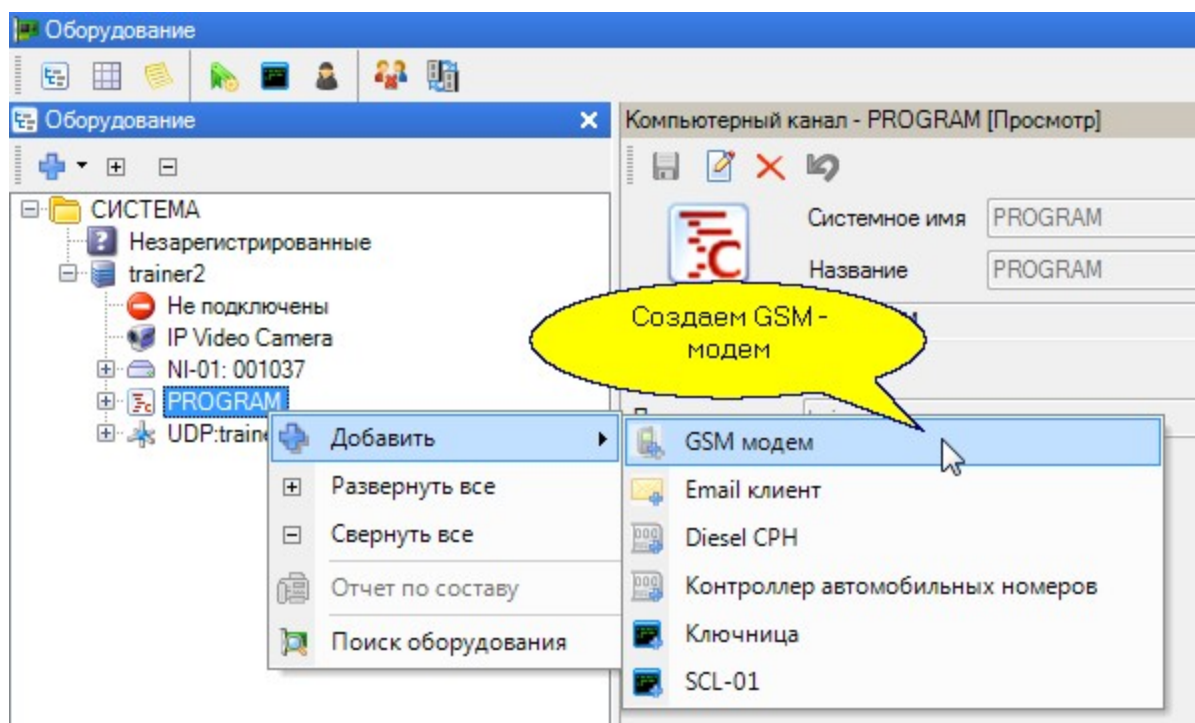 Оборудование
Оборудование
Компьютерный канал - PROGRAM [Просмотр]
СИСТЕМА
Незарегистрированные
trainer2
Не подключены
IP Video Camera
NI-01: 001037
PROGRAM
UDP:traine
Системное имя PROGRAM
Название PROGRAM
Создаем GSM -
модем
Добавить
Развернуть все
Свернуть все
Отчет по составу
Поиск оборудования
GSM модем
Email клиент
Diesel CPH
Контроллер автомобильных номеров
Ключница
SCL-01